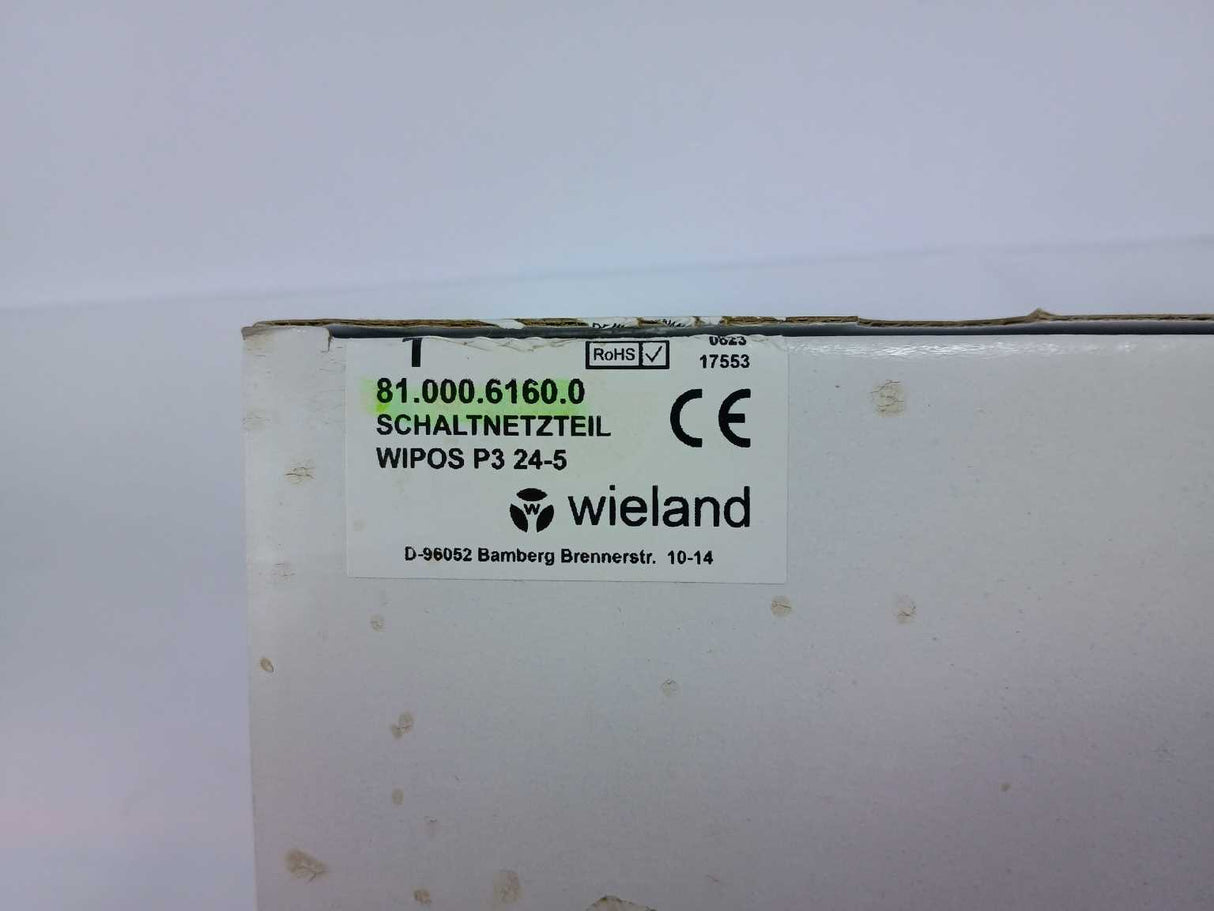 1
RoHS 0623
17553
81.000.6160.0
SCHALTNETZTEIL
CE
WIPOS P3 24-5
W wieland
D-96052 Bamberg Brennerstr. 10-14